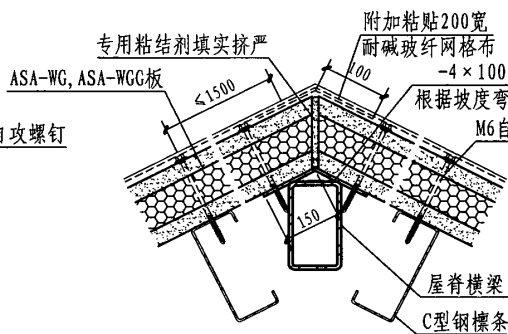 附加粘贴200宽
耐碱玻纤网格布
专用粘结剂填实挤严
-4×100
ASA-WG, ASA-WGG板
≤1500
100
根据坡度弯
自攻螺钉
M6自
150
屋脊横梁
C型钢檩条